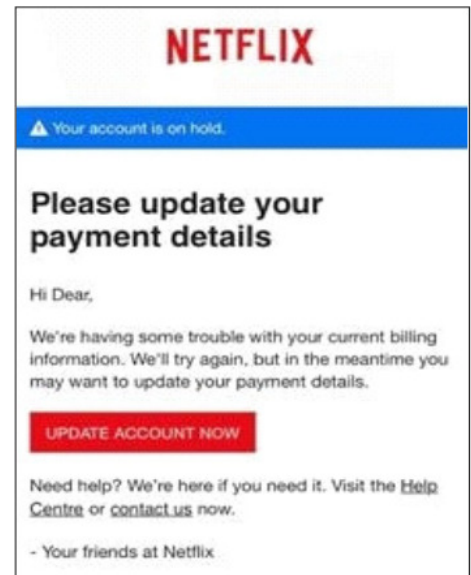 NETFLIX
Your account is on hold.
Please update your
payment details
Hi Dear,
We're having some trouble with your current billing
information. We'll try again, but in the meantime you
may want to update your payment details.
UPDATE ACCOUNT NOW
Need help? We're here if you need it. Visit the Help
Centre or contact us now.
- Your friends at Netflix